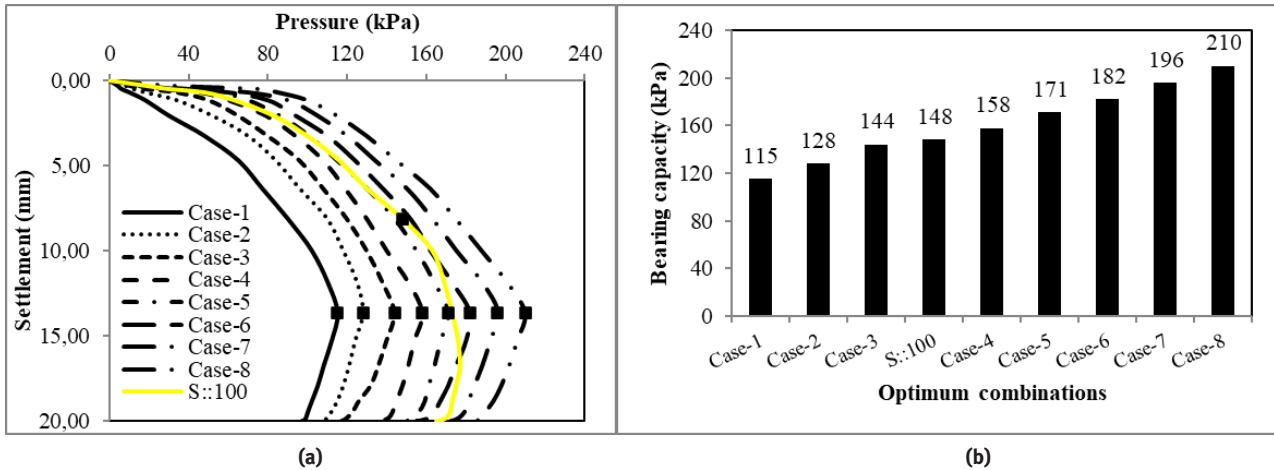 Pressure (kPa)
0 40 80 120 160 200 240
0,00
5,00
10,00
15,00
20,00
Settlement (mm)
Case-1
Case-2
Case-3
Case-4
Case-5
Case-6
Case-7
Case-8
S::100
(a)
Bearing capacity (kPa)
240
200
160
120
80
40
0
115 128 144 148 158 171 182 196 210
Case-1 Case-2 Case-3 S::100 Case-4 Case-5 Case-6 Case-7 Case-8
Optimum combinations
(b)